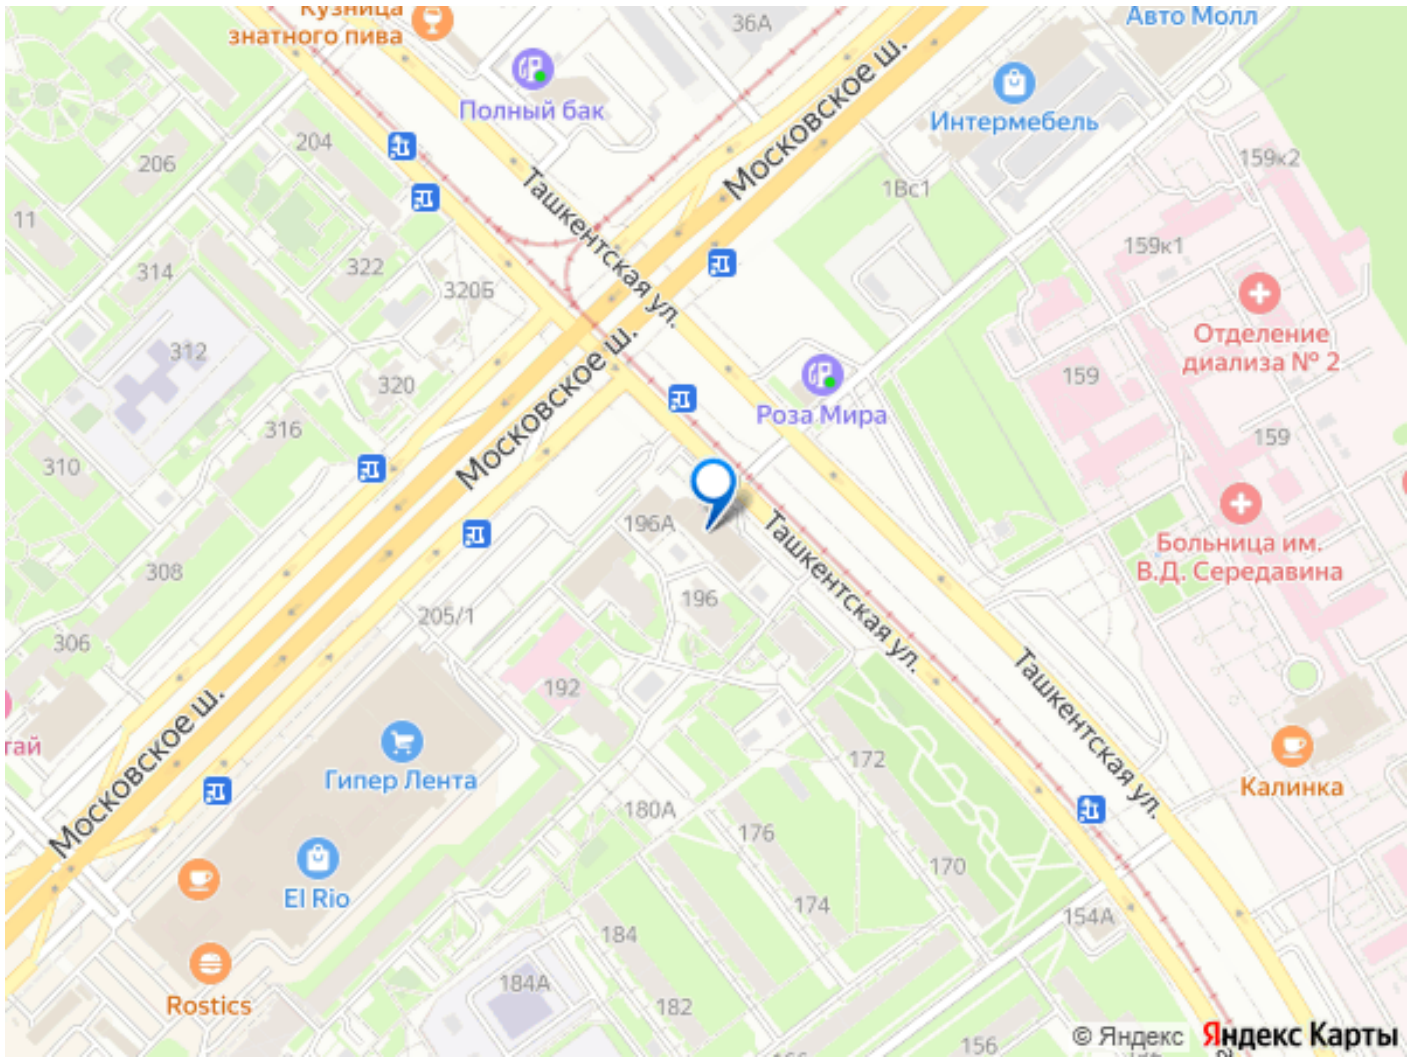 Кузница
знатного пива
36А
Авто Молл
Полный бак
Московское ш.
Интермебель
204
206
159к2
11
Ташкентская ул.
1Вс1
159к1
314
322
320Б
Отделение
диализа № 2
312
Московское ш.
320
159
Роза Мира
316
310
159
196А
Ташкентская ул.
Больница им.
В.Д. Середавина
308
196
205/1
306
Ташкентская ул.
192
Московское ш.
тай
172
Гипер Лента
Калинка
180А
176
170
El Rio
174
154А
184
184А
Rostics
182
156
© Яндекс Яндекс Карты